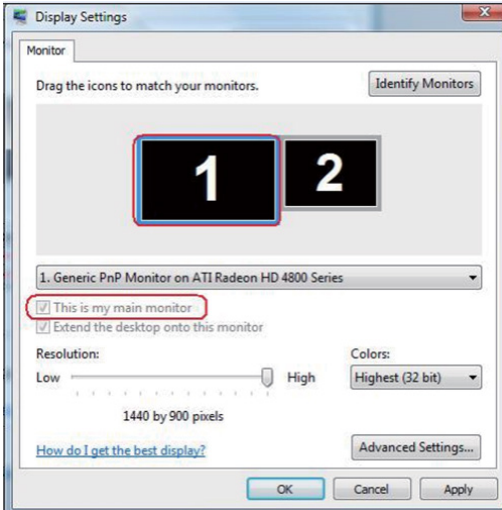 Display Settings
Monitor
Drag the icons to match your monitors.
Identify Monitors
1
2
1. Generic PnP Monitor on ATI Radeon HD 4800 Series
This is my main monitor
Extend the desktop onto this monitor
Resolution:
Colors:
Low
High
Highest (32 bit)
1440 by 900 pixels
How do I get the best display?
Advanced Settings...
OK
Cancel
Apply